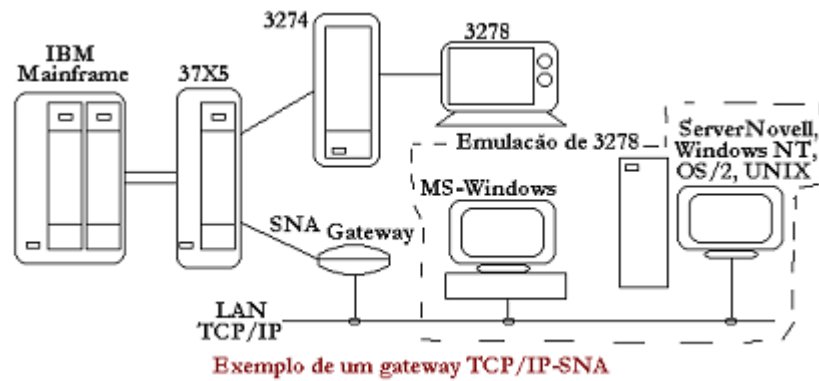 IBM
Mainframe
37X5
3274
3278
Emulacão de 3278
ServerNovell,
Windows NT,
OS/2, UNIX
MS-Windows
SNA
Gateway
LAN
TCP/IP
Exemplo de um gateway TCP/IP-SNA